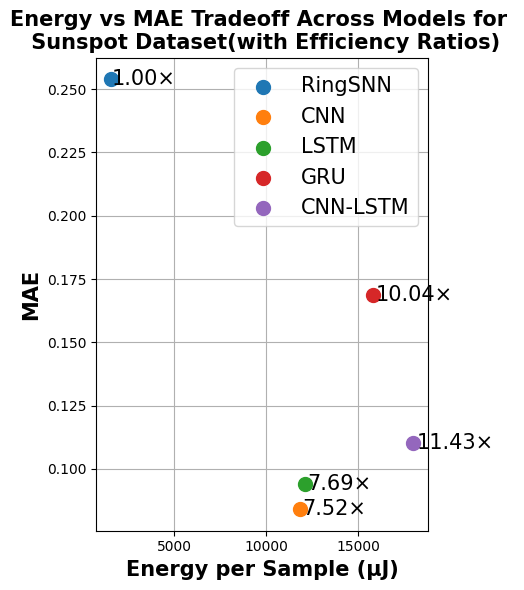 Energy vs MAE Tradeoff Across Models for
Sunspot Dataset(with Efficiency Ratios)
0.250
0.225
0.200
0.175
0.150
0.125
0.100
MAE
1.00×
RingSNN
CNN
LSTM
GRU
CNN-LSTM
10.04×
11.43×
7.69×
7.52×
5000
10000
15000
Energy per Sample (μJ)